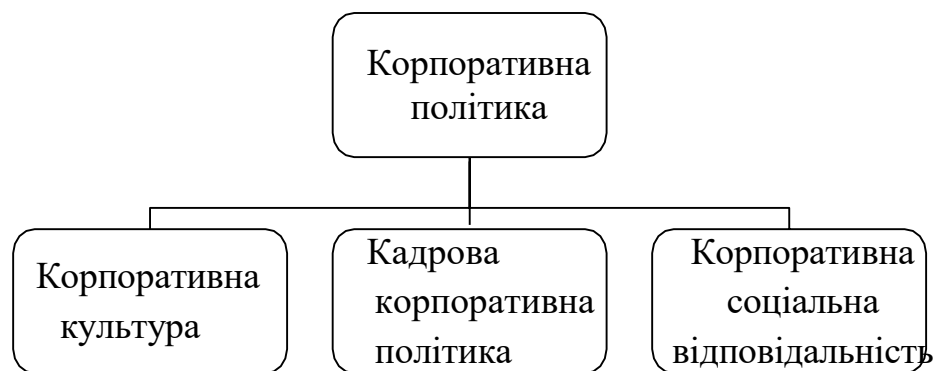 Корпоративна
політика
Корпоративна
культура
Кадрова
корпоративна
політика
Корпоративна
соціальна
відповідальність